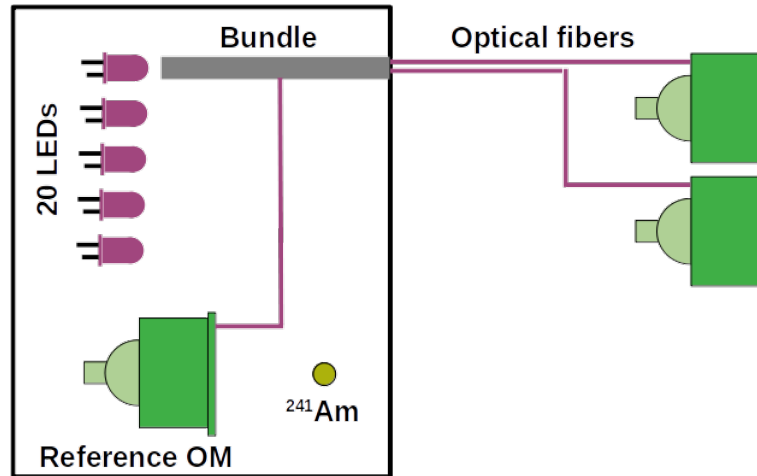 Bundle
Optical fibers
20 LEDs
²⁴¹Am
Reference OM